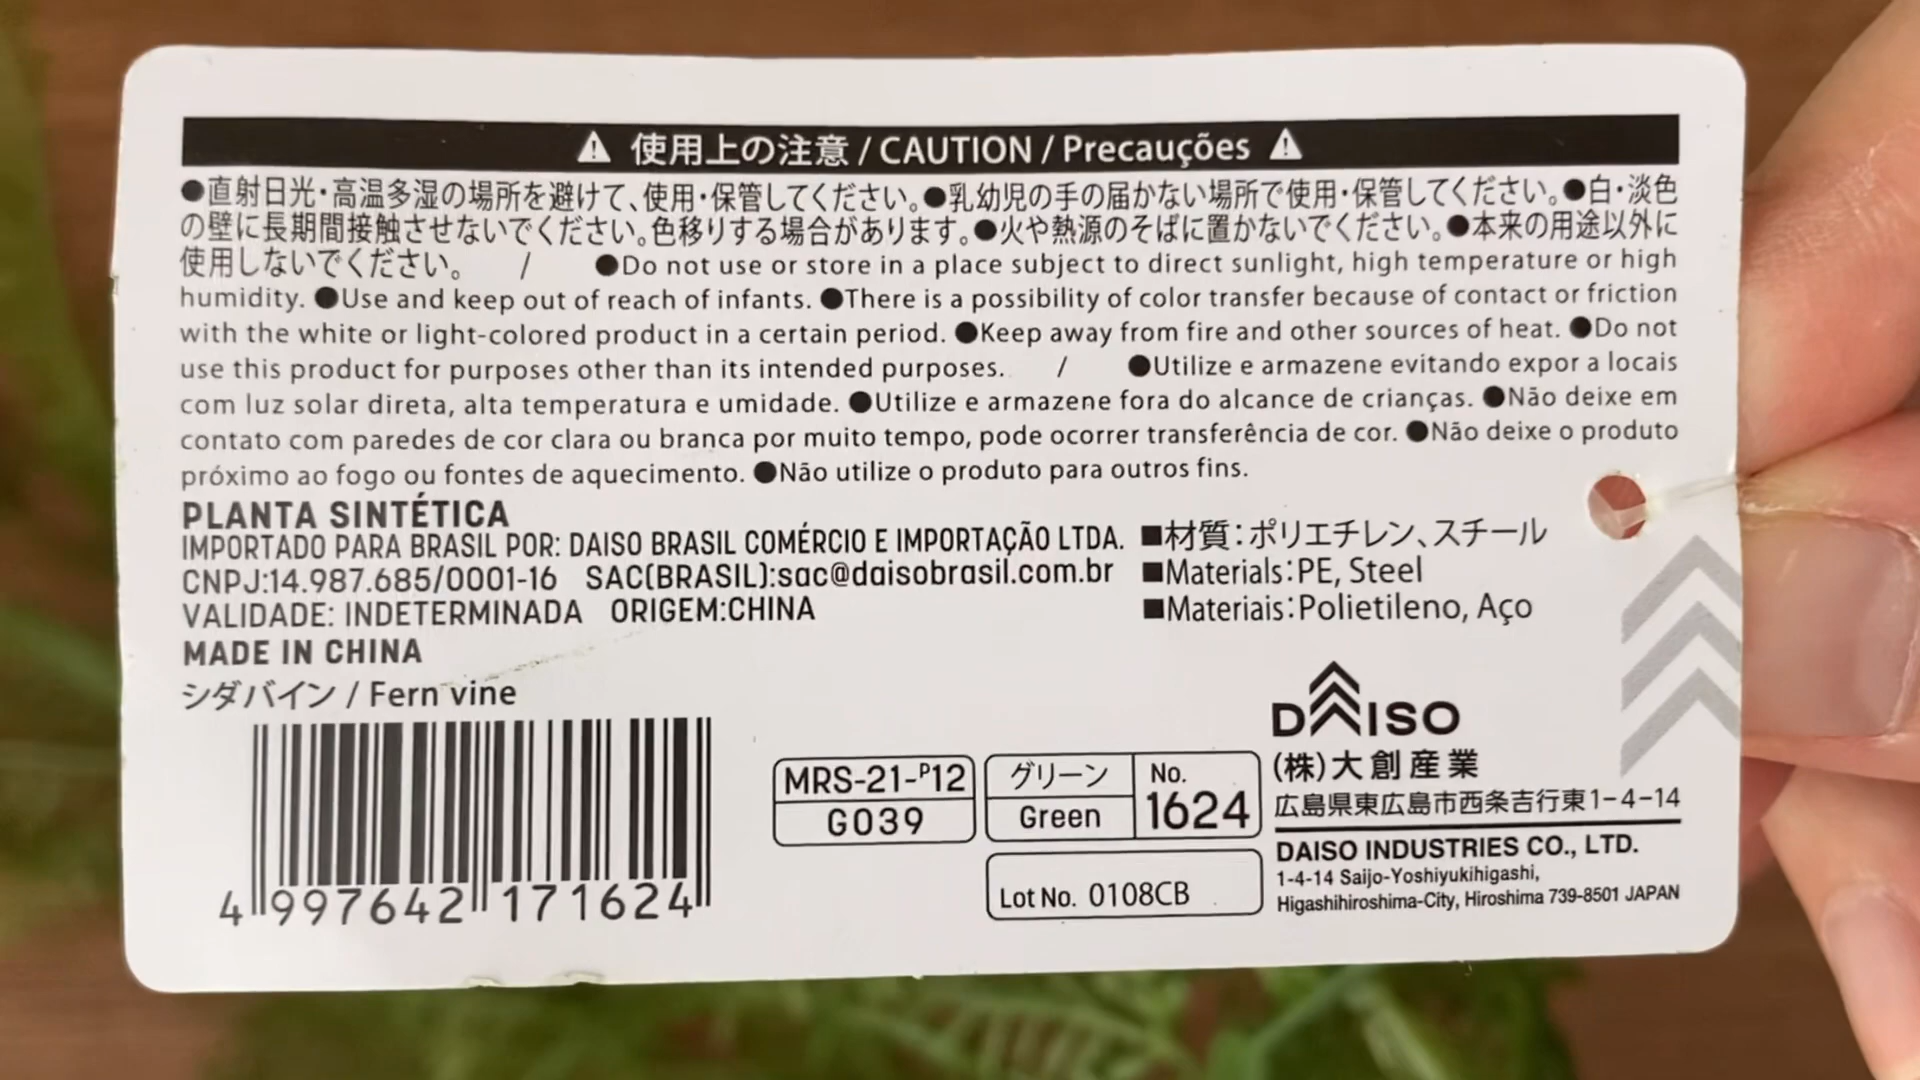 ⚠ 使用上の注意 / CAUTION / Precauções ⚠
●直射日光・高温多湿の場所を避けて、使用・保管してください。●乳幼児の手の届かない場所で使用・保管してください。●白・淡色
の壁に長期間接触させないでください。色移りする場合があります。●火や熱源のそばに置かないでください。●本来の用途以外に
使用しないでください。 / ●Do not use or store in a place subject to direct sunlight, high temperature or high
humidity. ●Use and keep out of reach of infants. ●There is a possibility of color transfer because of contact or friction
with the white or light-colored product in a certain period. ●Keep away from fire and other sources of heat. ●Do not
use this product for purposes other than its intended purposes. / ●Utilize e armazene evitando expor a locais
com luz solar direta, alta temperatura e umidade. ●Utilize e armazene fora do alcance de crianças. ●Não deixe em
contato com paredes de cor clara ou branca por muito tempo, pode ocorrer transferência de cor. ●Não deixe o produto
próximo ao fogo ou fontes de aquecimento. ●Não utilize o produto para outros fins.
PLANTA SINTÉTICA
IMPORTADO PARA BRASIL POR: DAISO BRASIL COMÉRCIO E IMPORTAÇÃO LTDA.
CNPJ:14.987.685/0001-16 SAC(BRASIL):sac@daisobrasil.com.br
VALIDADE: INDETERMINADA ORIGEM:CHINA
MADE IN CHINA
■材質:ポリエチレン、スチール
■Materials:PE, Steel
■Materiais:Polietileno, Aço
シダバイン / Fern vine
4 997642 171624
MRS-21-P12
G039
グリーン
Green
No.
1624
Lot No. 0108CB
DAISO
(株)大創産業
広島県東広島市西条吉行東1-4-14
DAISO INDUSTRIES CO., LTD.
1-4-14 Saijo-Yoshiyukihigashi,
Higashihiroshima-City, Hiroshima 739-8501 JAPAN